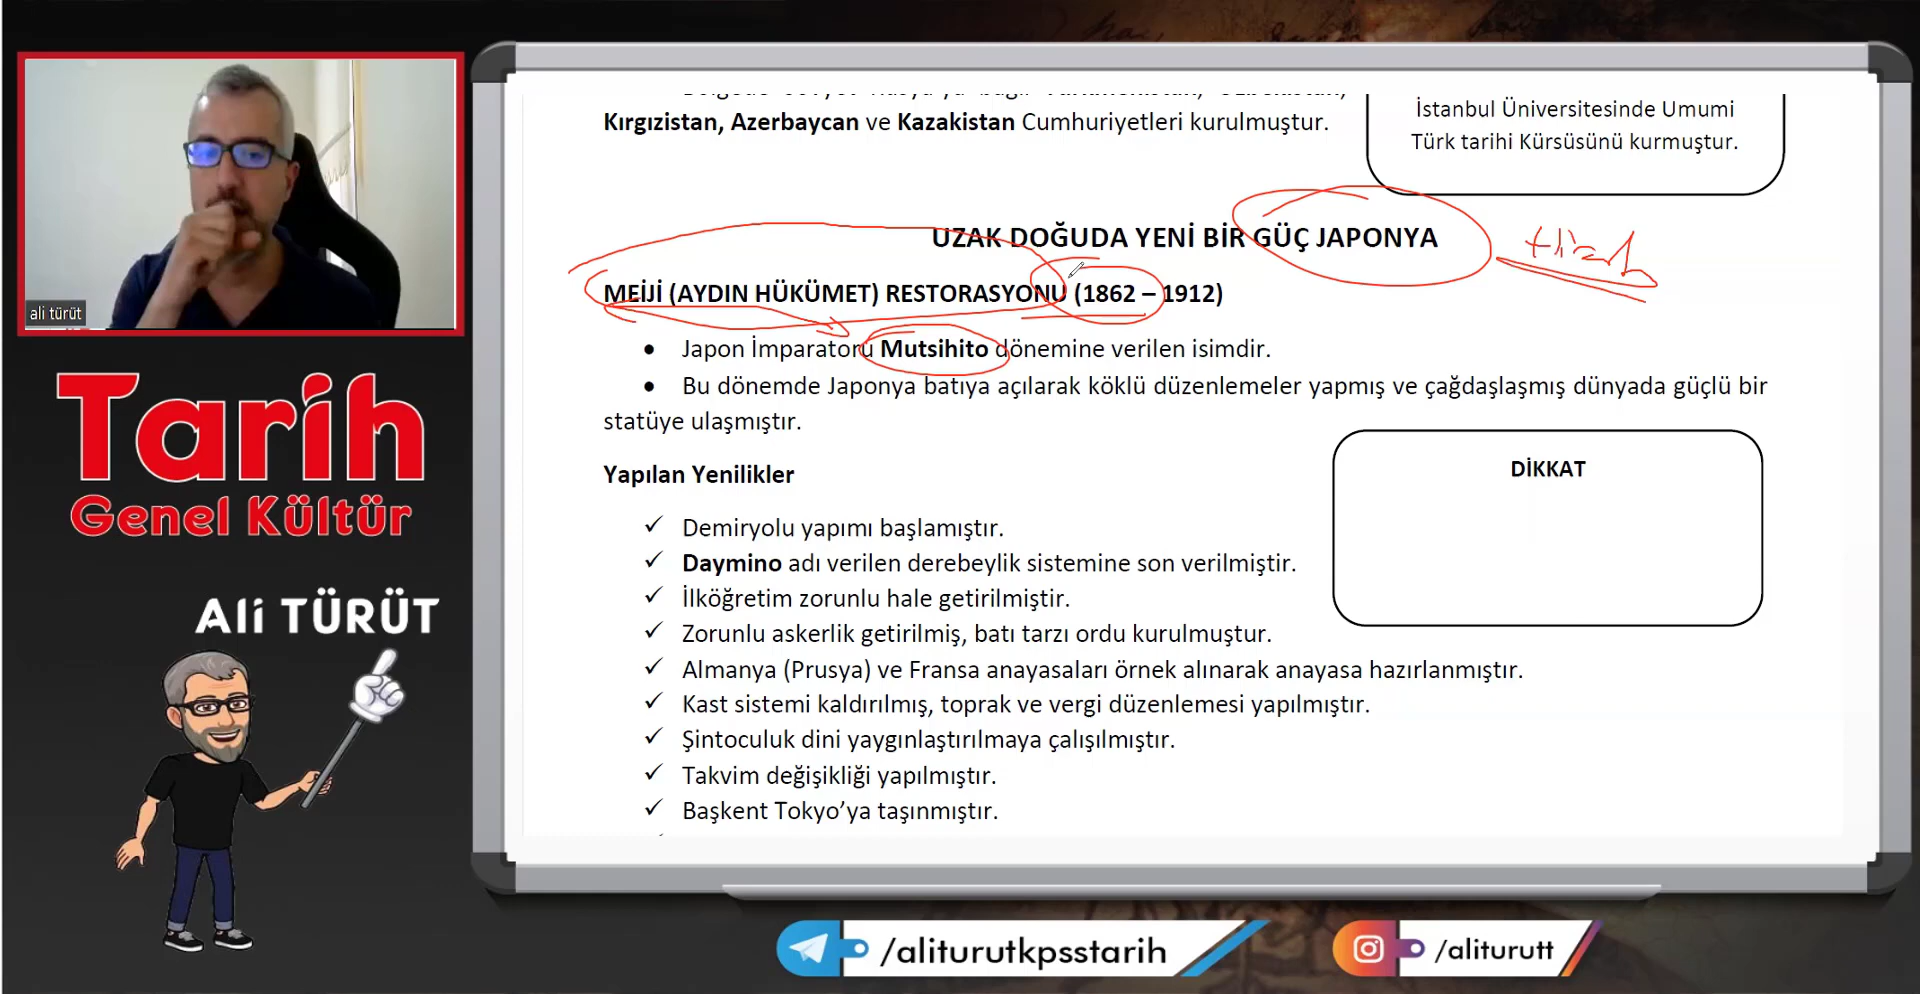 Kırgızistan, Azerbaycan ve Kazakistan Cumhuriyetleri kurulmuştur.
İstanbul Üniversitesinde Umumi
Türk tarihi Kürsüsünü kurmuştur.
UZAK DOĞUDA YENİ BİR GÜÇ JAPONYA
MEİJİ (AYDIN HÜKÜMET) RESTORASYONU (1862 – 1912)
• Japon İmparatoru Mutsihito dönemine verilen isimdir.
• Bu dönemde Japonya batıya açılarak köklü düzenlemeler yapmış ve çağdaşlaşmış dünyada güçlü bir
statüye ulaşmıştır.
DİKKAT
Yapılan Yenilikler
✓ Demiryolu yapımı başlamıştır.
✓ Daymino adı verilen derebeylik sistemine son verilmiştir.
✓ İlköğretim zorunlu hale getirilmiştir.
✓ Zorunlu askerlik getirilmiş, batı tarzı ordu kurulmuştur.
✓ Almanya (Prusya) ve Fransa anayasaları örnek alınarak anayasa hazırlanmıştır.
✓ Kast sistemi kaldırılmış, toprak ve vergi düzenlemesi yapılmıştır.
✓ Şintoculuk dini yaygınlaştırılmaya çalışılmıştır.
✓ Takvim değişikliği yapılmıştır.
✓ Başkent Tokyo’ya taşınmıştır.
ali türüt
Tarih
Genel Kültür
Ali TÜRÜT
/aliturutkpsstarih
/aliturutt